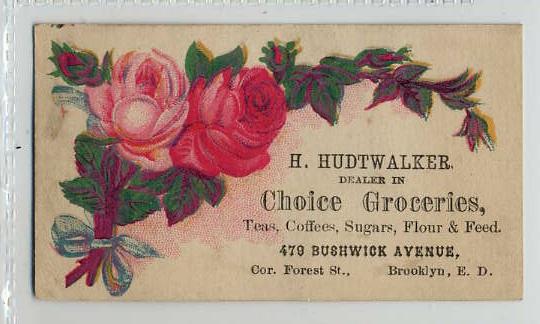 H. HUDTWALKER.
DEALER IN
Choice Groceries,
Teas, Coffees, Sugars, Flour & Feed.
479 BUSHWICK AVENUE,
Cor. Forest St., Brooklyn, E. D.